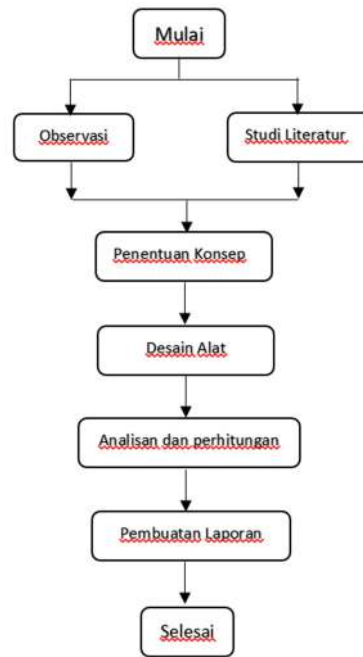 Mulai
Observasi
Studi Literatur
Penentuan Konsep
Desain Alat
Analisan dan perhitungan
Pembuatan Laporan
Selesai